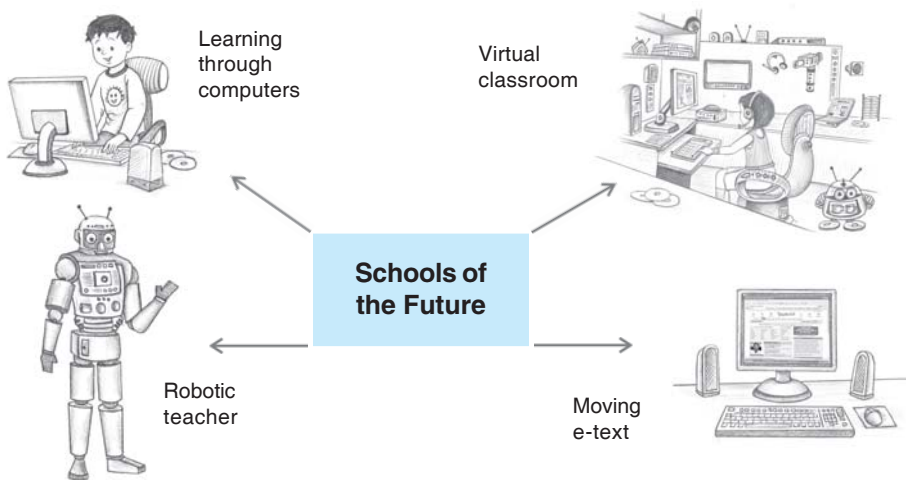 Learning
through
computers
Virtual
classroom
Schools of
the Future
Robotic
teacher
Moving
e-text